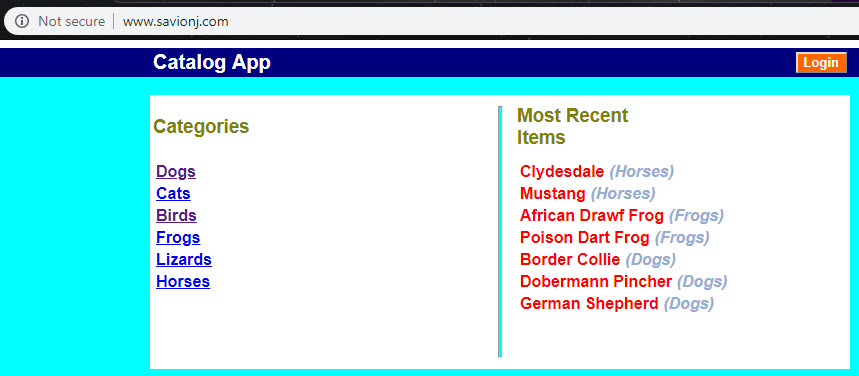 Not secure | www.savionj.com
Catalog App
Login
Categories
Dogs
Cats
Birds
Frogs
Lizards
Horses
Most Recent
Items
Clydesdale (Horses)
Mustang (Horses)
African Drawf Frog (Frogs)
Poison Dart Frog (Frogs)
Border Collie (Dogs)
Dobermann Pincher (Dogs)
German Shepherd (Dogs)